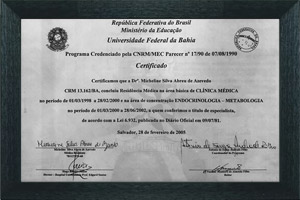 República Federativa do Brasil
Ministério da Educação
Universidade Federal da Bahia
Programa Credenciado pela CNRM/MEC Parecer nº 17/90 de 07/08/1990
Certificado
Certificamos que a Drª. Micheline Silva Abreu de Azevedo
CRM 13.162/BA, concluiu Residência Médica na área básica de CLÍNICA MÉDICA
no período de 01/03/1998 a 28/02/2000 e na área de concentração ENDOCRINOLOGIA – METABOLOGIA
no período de 01/03/2000 a 28/06/2002, a quem conferimos o título de especialista,
de acordo com a Lei 6.932, publicada no Diário Oficial em 09/07/81.
Salvador, 28 de fevereiro de 2005